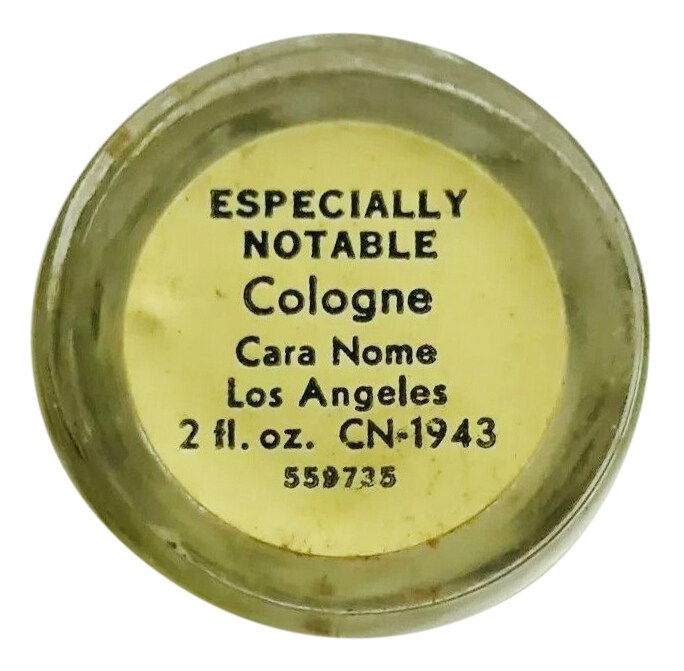 ESPECIALLY
NOTABLE
Cologne
Cara Nome
Los Angeles
2 fl. oz. CN-1943
559735